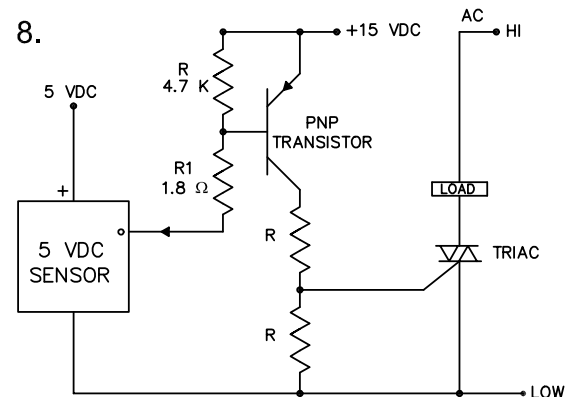 8.
AC
+15 VDC
HI
R
4.7 K
5 VDC
PNP
TRANSISTOR
R1
1.8 Ω
+
LOAD
5 VDC
SENSOR
R
TRIAC
R
LOW